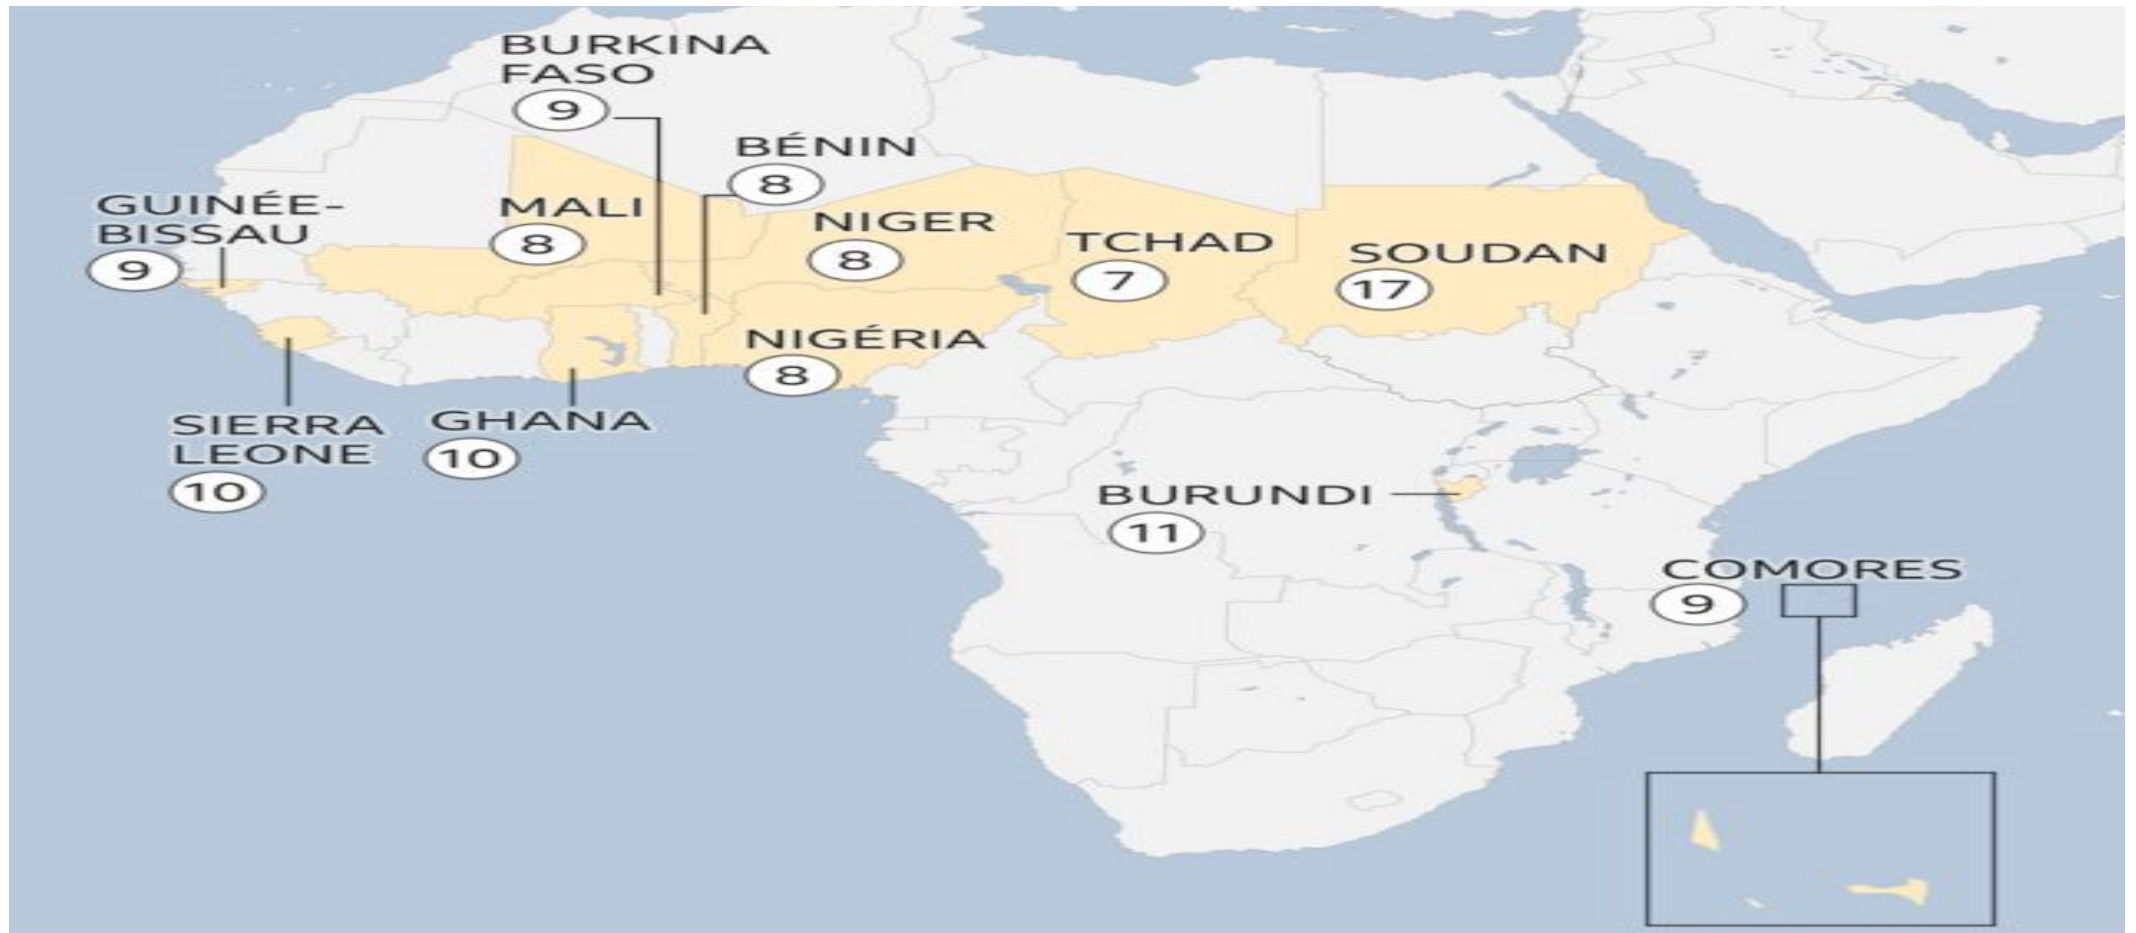 BURKINA
FASO
9
BÉNIN
8
GUINÉE-
BISSAU
9
MALI
8
NIGER
8
TCHAD
7
SOUDAN
17
NIGÉRIA
8
SIERRA
LEONE
10
GHANA
10
BURUNDI
11
COMORES
9